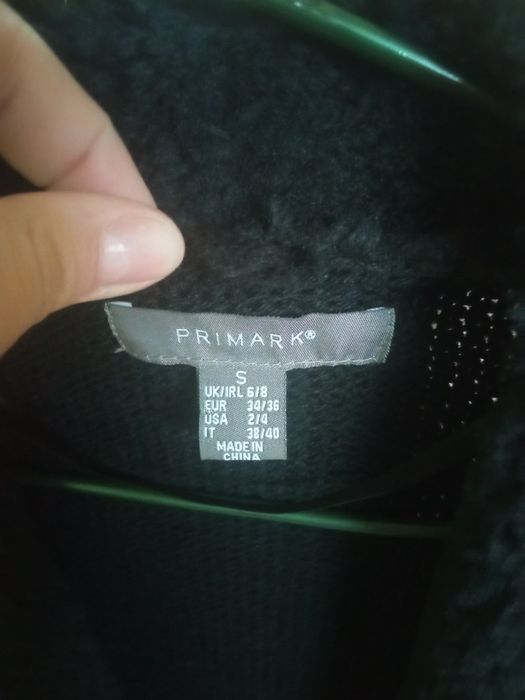 PRIMARK®
S
UK/IRL 6/8
EUR 34/36
USA 2/4
IT 38/40
MADE IN
CHINA